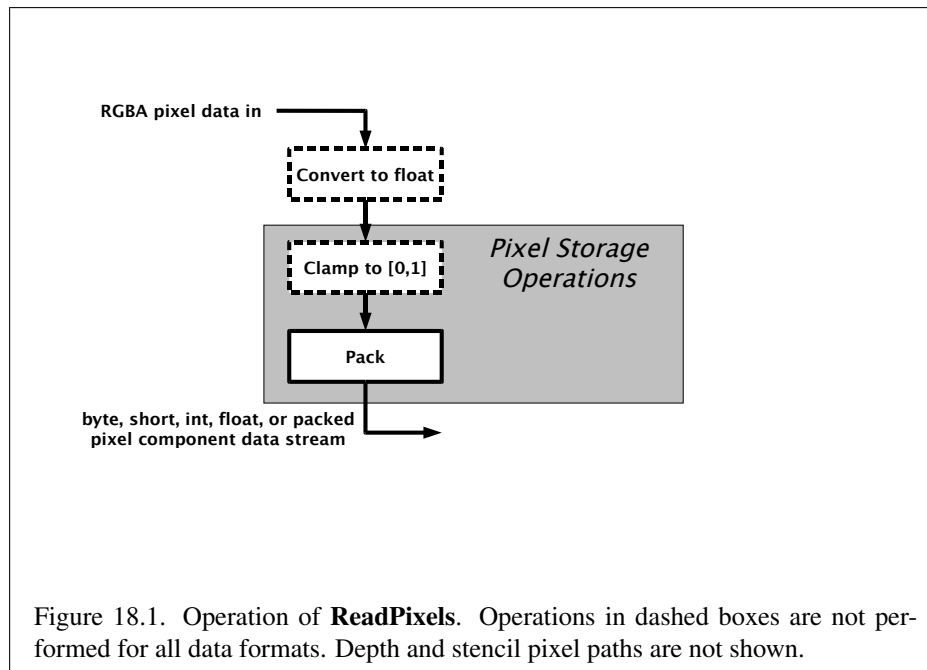 RGBA pixel data in
Convert to float
Pixel Storage
Operations
Clamp to [0,1]
Pack
byte, short, int, float, or packed
pixel component data stream
Figure 18.1. Operation of ReadPixels. Operations in dashed boxes are not per-
formed for all data formats. Depth and stencil pixel paths are not shown.